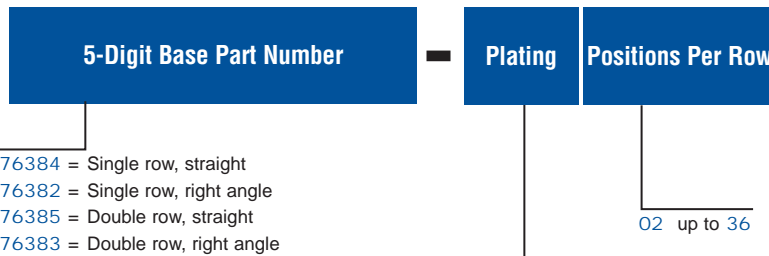 5-Digit Base Part Number - Plating Positions Per Row
76384 = Single row, straight
76382 = Single row, right angle
76385 = Double row, straight
76383 = Double row, right angle
02 up to 36